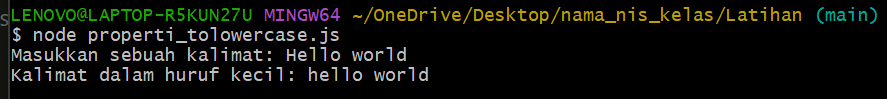 LENOVO@LAPTOP-R5KUN27U MINGW64 ~/OneDrive/Desktop/nama_nis_kelas/Latihan (main)
$ node properti_tolowercase.js
Masukkan sebuah kalimat: Hello world
Kalimat dalam huruf kecil: hello world